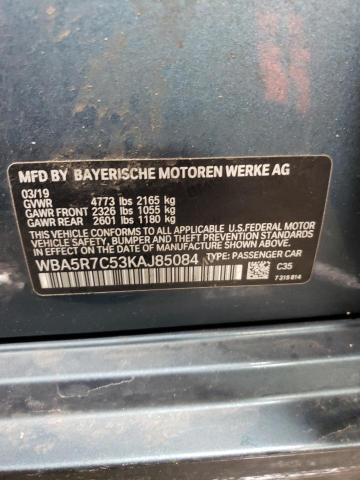 MFD BY BAYERISCHE MOTOREN WERKE AG
03/19
GVWR 4773 lbs 2165 kg
GAWR FRONT 2326 lbs 1055 kg
GAWR REAR 2601 lbs 1180 kg
THIS VEHICLE CONFORMS TO ALL APPLICABLE U.S.FEDERAL MOTOR
VEHICLE SAFETY, BUMPER, AND THEFT PREVENTION STANDARDS
IN EFFECT ON THE DATE OF MANUFACTURE SHOWN ABOVE.
WBA5R7C53KAJ85084 TYPE: PASSENGER CAR
C35
7315814